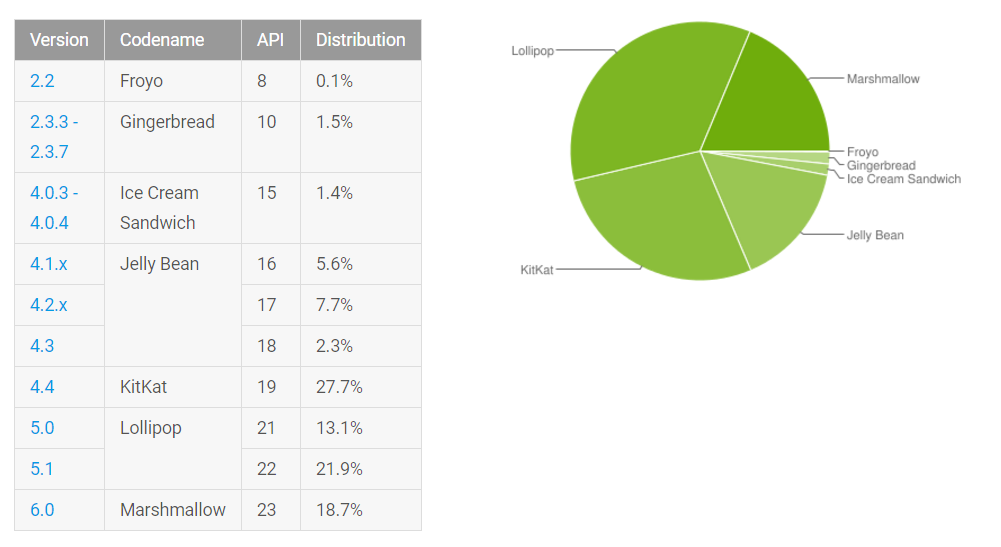 Version Codename API Distribution
2.2 Froyo 8 0.1%
2.3.3 - Gingerbread 10 1.5%
2.3.7
4.0.3 - Ice Cream 15 1.4%
4.0.4 Sandwich
4.1.x Jelly Bean 16 5.6%
4.2.x 17 7.7%
4.3 18 2.3%
4.4 KitKat 19 27.7%
5.0 Lollipop 21 13.1%
5.1 22 21.9%
6.0 Marshmallow 23 18.7%
Lollipop
Marshmallow
Froyo
Gingerbread
Ice Cream Sandwich
Jelly Bean
KitKat